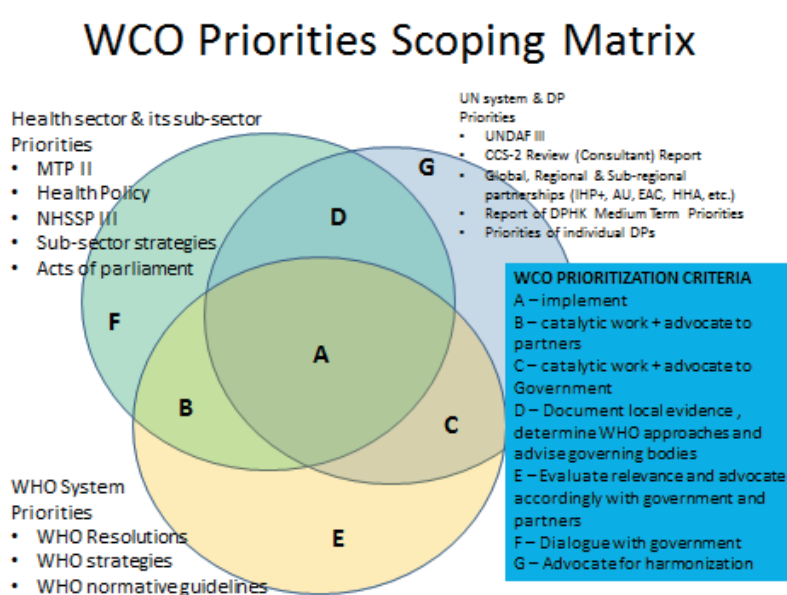 WCO Priorities Scoping Matrix
Health sector & its sub-sector
Priorities
• MTP II
• Health Policy
• NHSSP III
• Sub-sector strategies
• Acts of parliament
UN system & DP
Priorities
• UNDAF III
• CCS-2 Review (Consultant) Report
• Global, Regional & Sub-regional
partnerships (IHP+, AU, EAC, HHA, etc.)
• Report of DPHK Medium Term Priorities
• Priorities of individual DPs
G
D
F
A
B
C
E
WCO PRIORITIZATION CRITERIA
A – implement
B – catalytic work + advocate to
partners
C – catalytic work + advocate to
Government
D – Document local evidence ,
determine WHO approaches and
advise governing bodies
E – Evaluate relevance and advocate
accordingly with government and
partners
F – Dialogue with government
G – Advocate for harmonization
WHO System
Priorities
• WHO Resolutions
• WHO strategies
• WHO normative guidelines